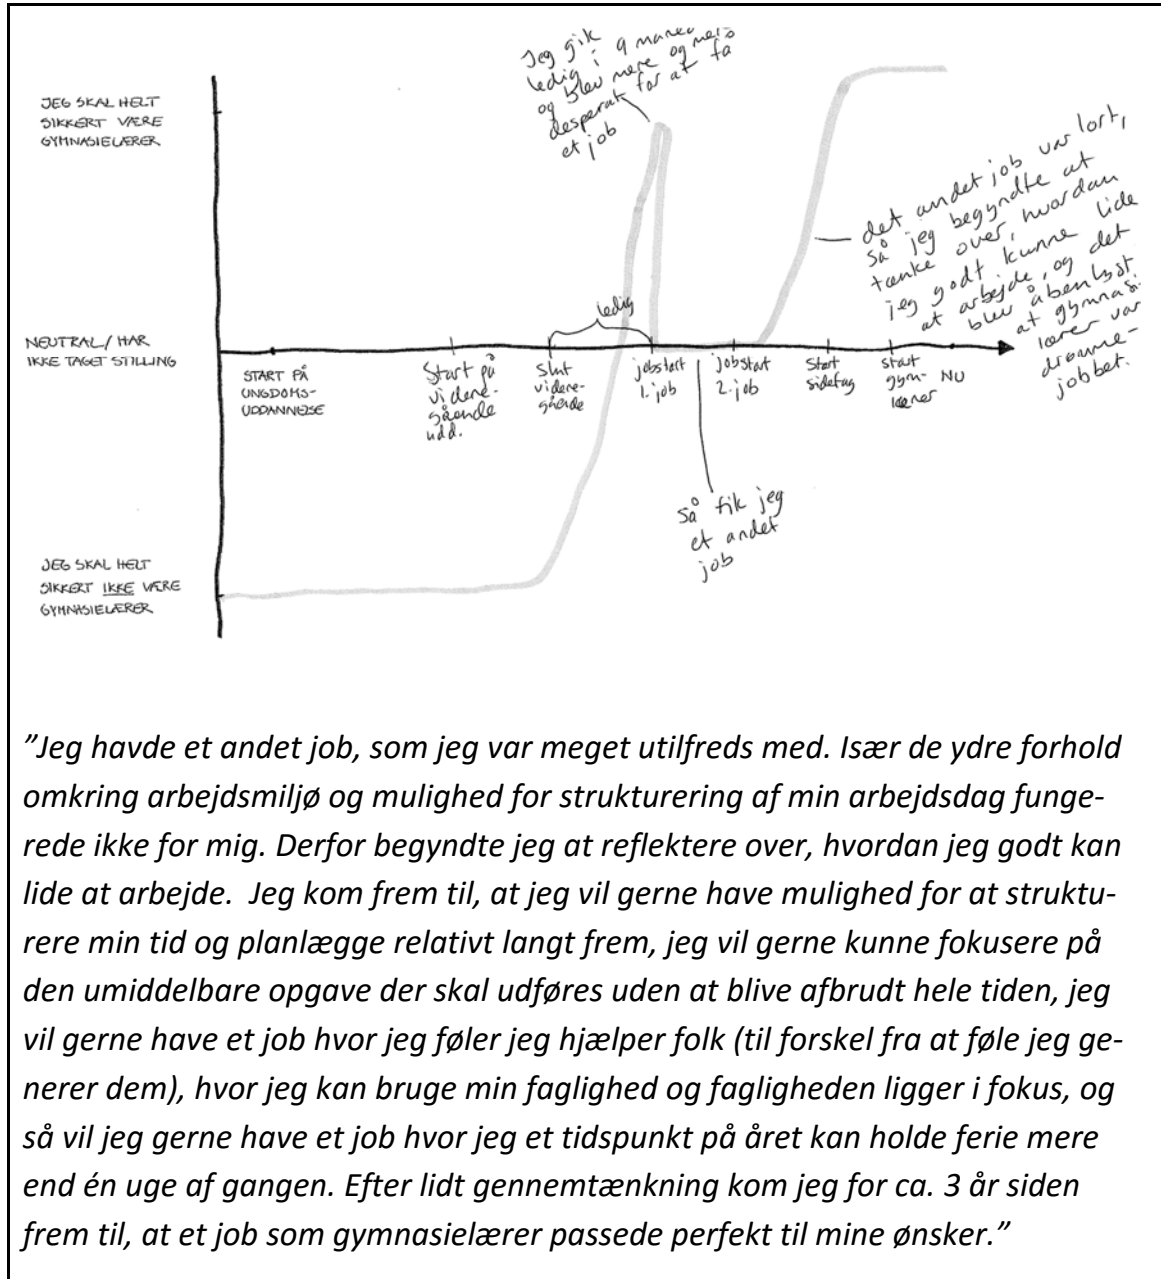 Jeg gik
ledig i 9 måned
og blev mere og mere
desperat for at få
et job
JEG SKAL HELT
SIKKERT VÆRE
GYMNASIELÆRER
det andet job var lort,
så jeg begyndte at
tænke over, hvordan
jeg godt kunne lide
at arbejde, og det
blev åbenlyst
at gymnasi-
lærer var
drømme-
jobbet.
ledig
NEUTRAL/HAR
IKKE TAGET STILLING
START PÅ
UNGDOMS-
UDDANNELSE
Start på
videre-
gående
udd.
Slut
videre-
gående
jobstart
1. job
jobstart
2. job
Start
sidefag
start
gym-
lærer
NU
Så fik jeg
et andet
job
JEG SKAL HELT
SIKKERT IKKE VÆRE
GYMNASIELÆRER
”Jeg havde et andet job, som jeg var meget utilfreds med. Især de ydre forhold
omkring arbejdsmiljø og mulighed for strukturering af min arbejdsdag funge-
rede ikke for mig. Derfor begyndte jeg at reflektere over, hvordan jeg godt kan
lide at arbejde.  Jeg kom frem til, at jeg vil gerne have mulighed for at struktu-
rere min tid og planlægge relativt langt frem, jeg vil gerne kunne fokusere på
den umiddelbare opgave der skal udføres uden at blive afbrudt hele tiden, jeg
vil gerne have et job hvor jeg føler jeg hjælper folk (til forskel fra at føle jeg ge-
nerer dem), hvor jeg kan bruge min faglighed og fagligheden ligger i fokus, og
så vil jeg gerne have et job hvor jeg et tidspunkt på året kan holde ferie mere
end én uge af gangen. Efter lidt gennemtænkning kom jeg for ca. 3 år siden
frem til, at et job som gymnasielærer passede perfekt til mine ønsker.”